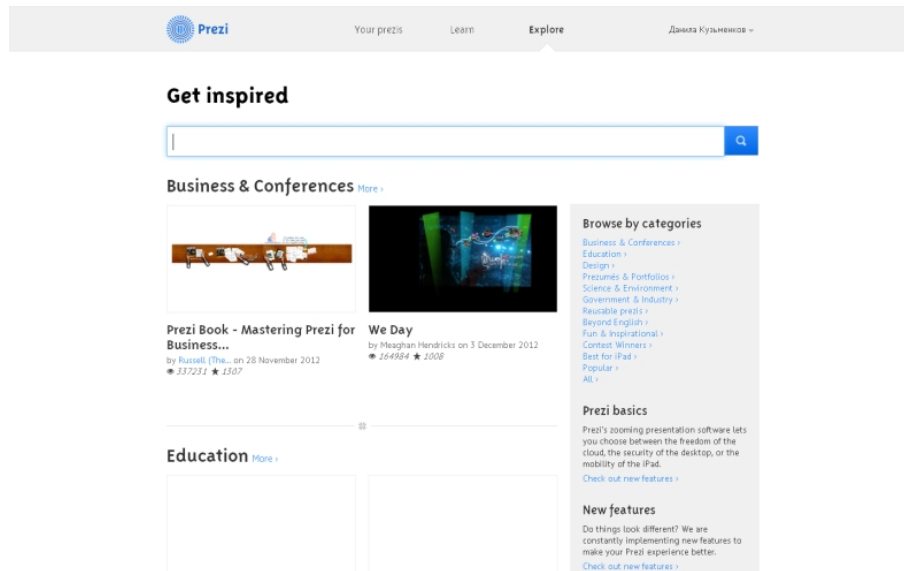 Prezi
Your prezis
Learn
Explore
Данила Кузьменков
Get inspired
Business & Conferences More ›
Prezi Book - Mastering Prezi for
Business...
by Russell (The... on 28 November 2012
337231 ★ 1307
We Day
by Meaghan Hendricks on 3 December 2012
164984 ★ 1008
Education More ›
Browse by categories
Business & Conferences ›
Education ›
Design ›
Prezumés & Portfolios ›
Science & Environment ›
Government & Industry ›
Reusable prezis ›
Beyond English ›
Fun & Inspirational ›
Contest Winners ›
Best for iPad ›
Popular ›
All ›
Prezi basics
Prezi's zooming presentation software lets
you choose between the freedom of the
cloud, the security of the desktop, or the
mobility of the iPad.
Check out new features ›
New features
Do things look different? We are
constantly implementing new features to
make your Prezi experience better.
Check out new features ›